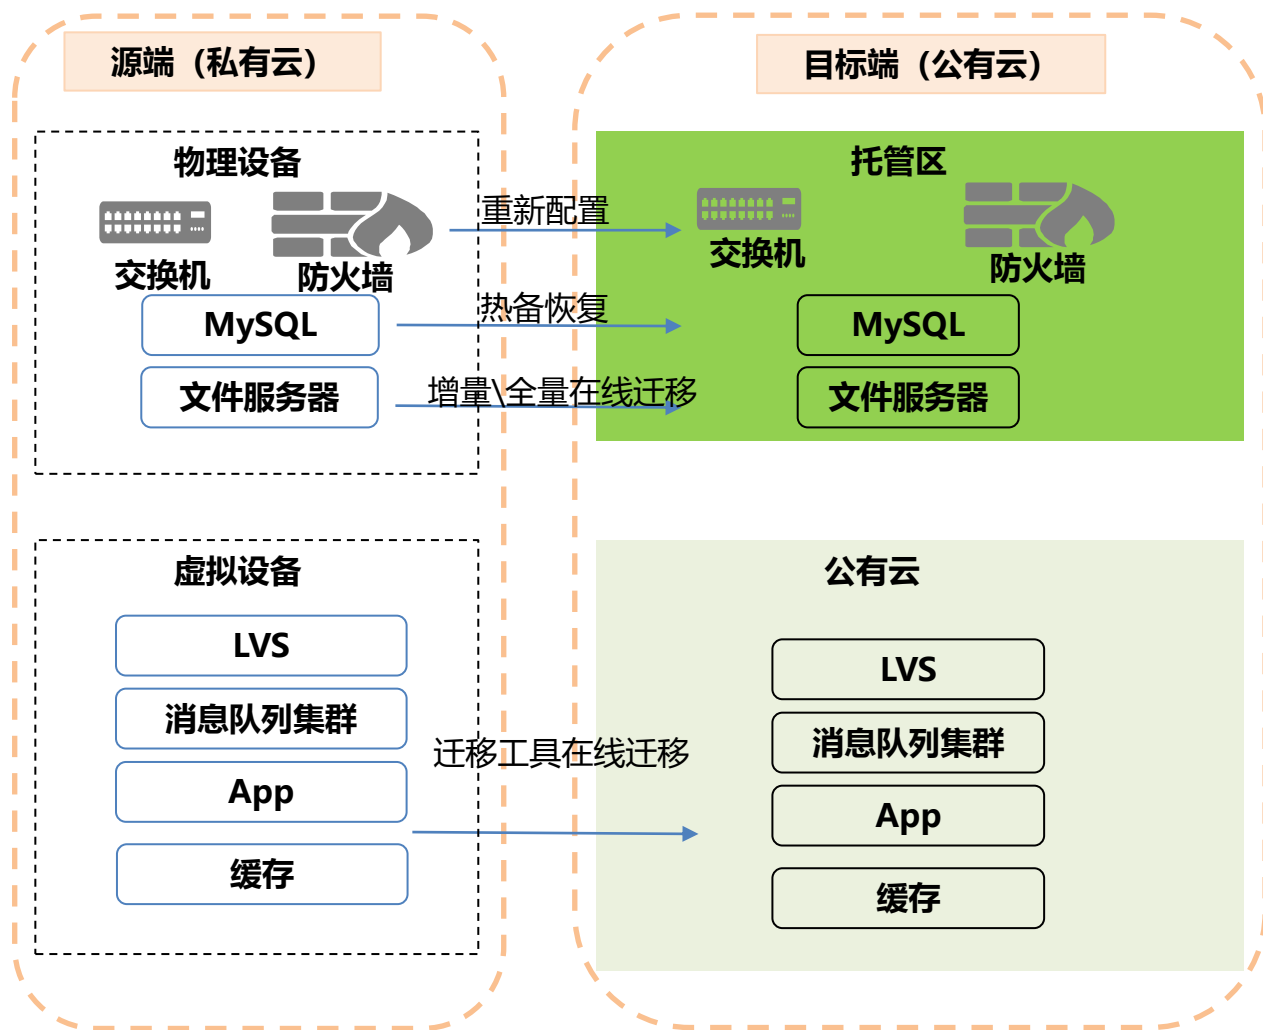 源端（私有云）
目标端（公有云）
物理设备
交换机
防火墙
MySQL
文件服务器
重新配置
热备恢复
增量\全量在线迁移
托管区
交换机
防火墙
MySQL
文件服务器
虚拟设备
LVS
消息队列集群
App
缓存
迁移工具在线迁移
公有云
LVS
消息队列集群
App
缓存